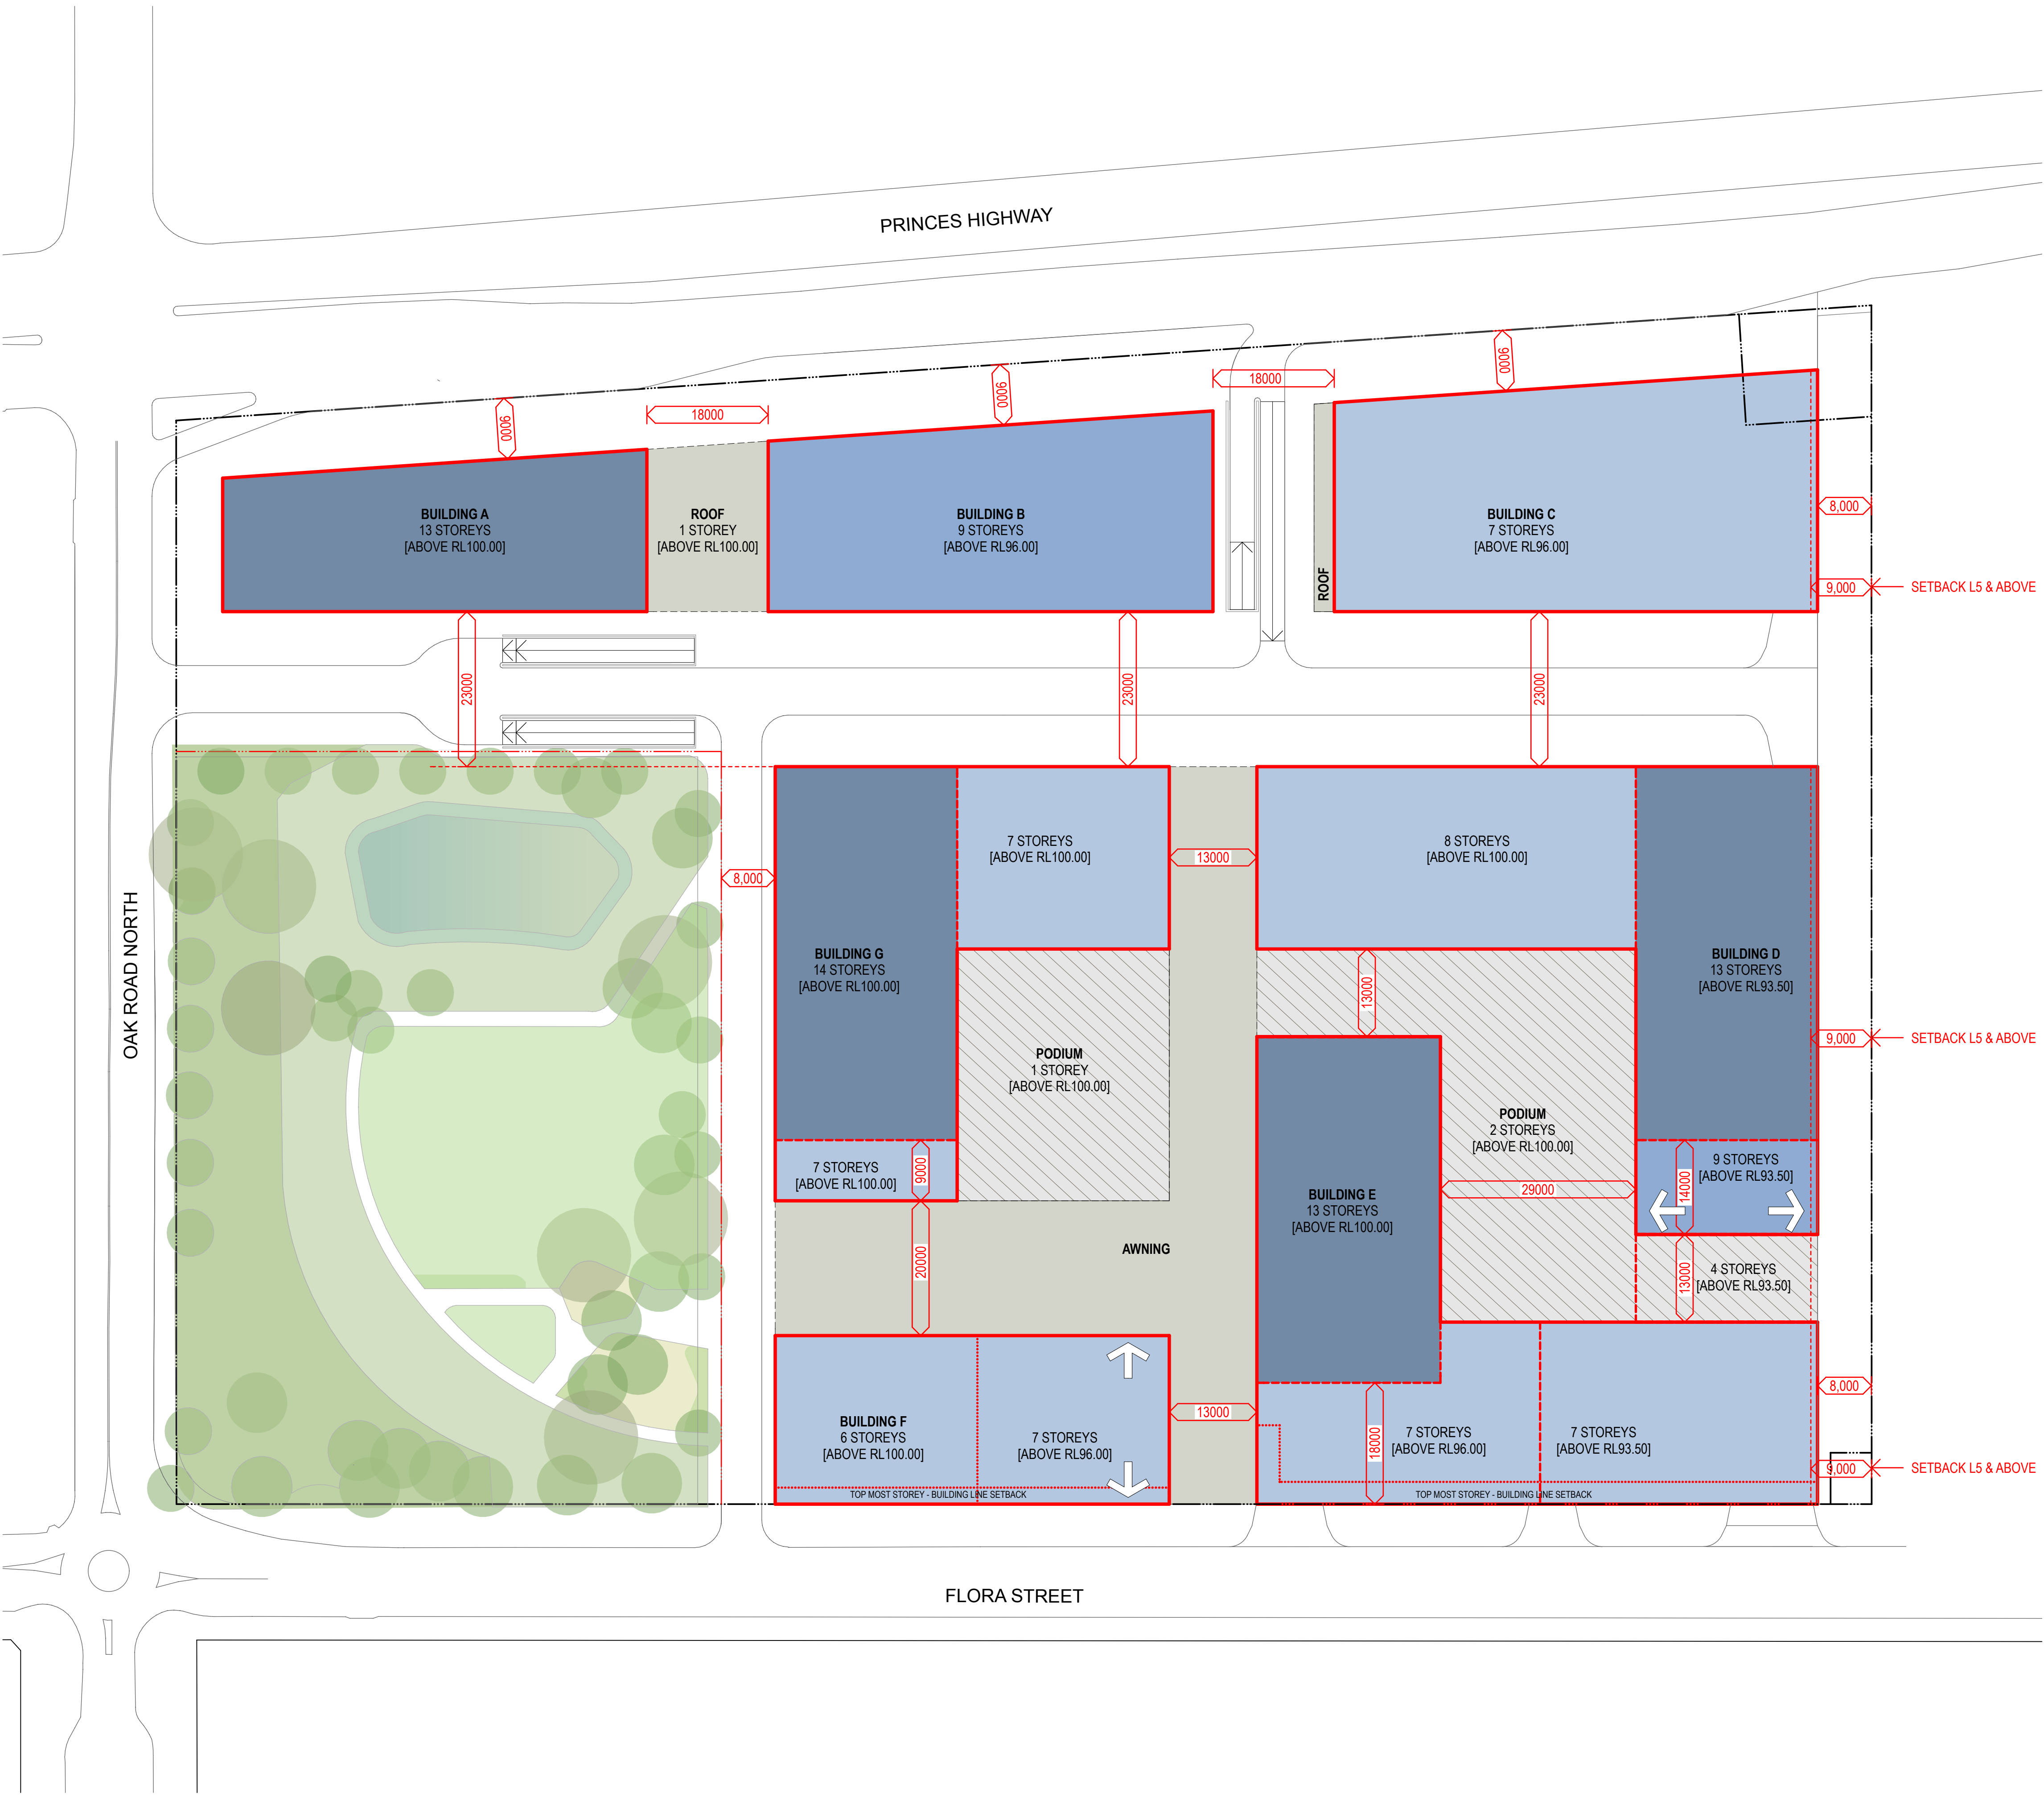 PRINCES HIGHWAY
9000
9000
9000
18000
18000
BUILDING A
13 STOREYS
[ABOVE RL100.00]
ROOF
1 STOREY
[ABOVE RL100.00]
BUILDING B
9 STOREYS
[ABOVE RL96.00]
ROOF
BUILDING C
7 STOREYS
[ABOVE RL96.00]
8,000
9,000
SETBACK L5 & ABOVE
23000
23000
23000
OAK ROAD NORTH
8,000
7 STOREYS
[ABOVE RL100.00]
13000
8 STOREYS
[ABOVE RL100.00]
BUILDING G
14 STOREYS
[ABOVE RL100.00]
13000
BUILDING D
13 STOREYS
[ABOVE RL93.50]
9,000
SETBACK L5 & ABOVE
PODIUM
1 STOREY
[ABOVE RL100.00]
PODIUM
2 STOREYS
[ABOVE RL100.00]
7 STOREYS
[ABOVE RL100.00]
9000
BUILDING E
13 STOREYS
[ABOVE RL100.00]
29000
14000
9 STOREYS
[ABOVE RL93.50]
AWNING
20000
13000
4 STOREYS
[ABOVE RL93.50]
8,000
BUILDING F
6 STOREYS
[ABOVE RL100.00]
7 STOREYS
[ABOVE RL96.00]
13000
18000
7 STOREYS
[ABOVE RL96.00]
7 STOREYS
[ABOVE RL93.50]
9,000
SETBACK L5 & ABOVE
TOP MOST STOREY - BUILDING LINE SETBACK
TOP MOST STOREY - BUILDING LINE SETBACK
FLORA STREET